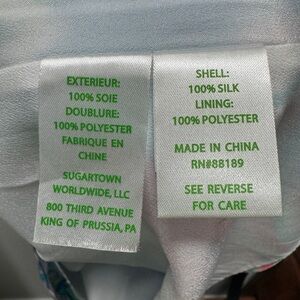 EXTERIEUR:
100% SOIE
DOUBLURE:
100% POLYESTER
FABRIQUE EN
CHINE
SUGARTOWN
WORLDWIDE, LLC
800 THIRD AVENUE
KING OF PRUSSIA, PA
SHELL:
100% SILK
LINING:
100% POLYESTER
MADE IN CHINA
RN#88189
SEE REVERSE
FOR CARE